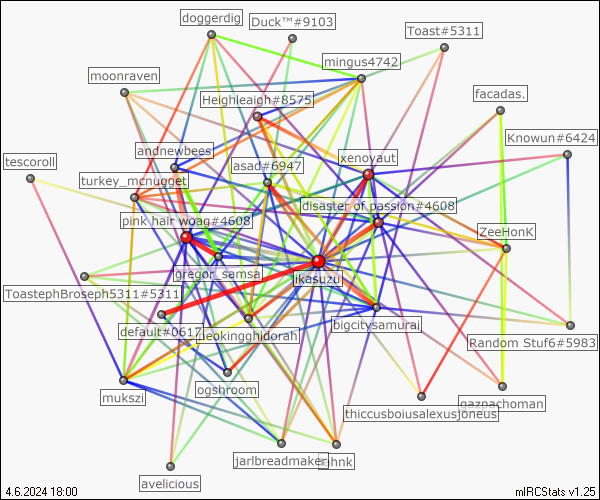 doggerdig
Duck™#9103
Toast#5311
mingus4742
moonraven
facadas.
Heighleaigh#8575
Knowun#6424
andnewbees
xenoyaut
tescoroll
asad#6947
turkey_mcnugget
disaster of passion#4608
pink hair woag#4608
ZeeHonK
gregor_samsa
ikasuzu
ToastephBroseph5311#5311
default#0617
neokingghidorah
bigcitysamurai
Random Stuf6#5983
ogshroom
mukszi
gazpachoman
thiccusboiusalexusjoneus
jarlbreadmaker
avelicious
4.6.2024 18:00
mIRCStats v1.25